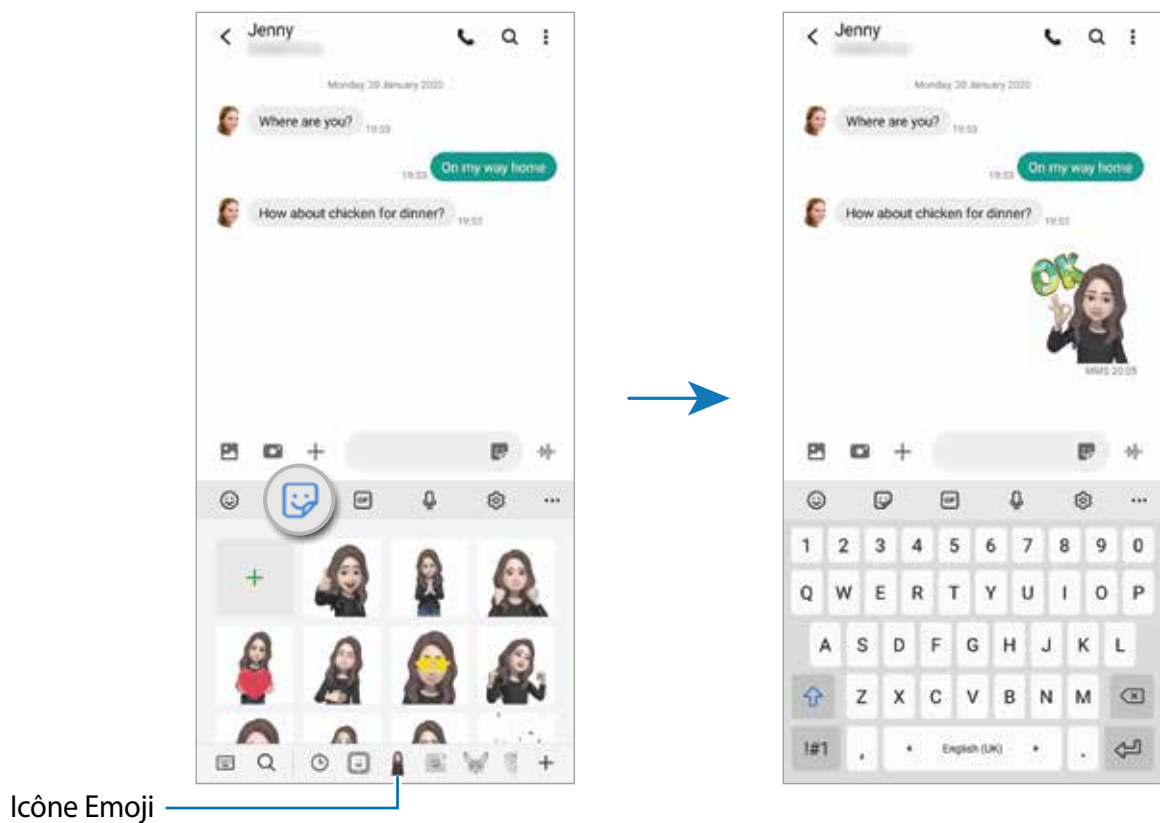 Jenny
Monday 20 January 2020
Where are you?
19:53
19:53
On my way home
How about chicken for dinner?
19:53
GIF
Jenny
Monday 20 January 2020
Where are you?
19:53
19:53
On my way home
How about chicken for dinner?
19:53
OK
MMS 20:05
GIF
1 2 3 4 5 6 7 8 9 0
Q W E R T Y U I O P
A S D F G H J K L
Z X C V B N M
!#1 , English (UK) .
Icône Emoji